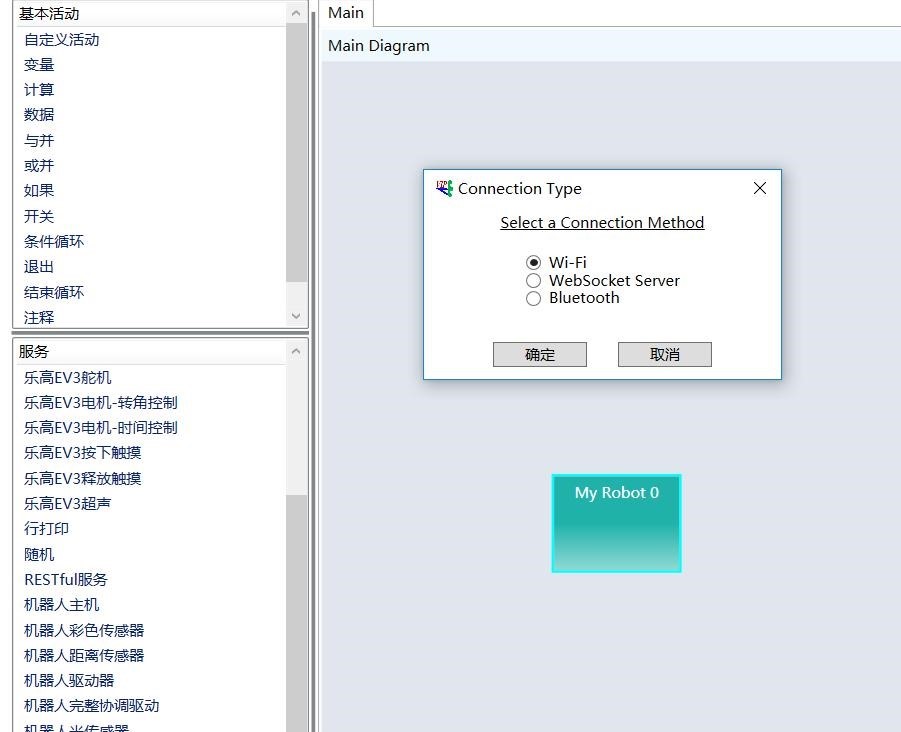 基本活动
自定义活动
变量
计算
数据
与并
或并
如果
开关
条件循环
退出
结束循环
注释
服务
乐高EV3舵机
乐高EV3电机-转角控制
乐高EV3电机-时间控制
乐高EV3按下触摸
乐高EV3释放触摸
乐高EV3超声
行打印
随机
RESTful服务
机器人主机
机器人彩色传感器
机器人距离传感器
机器人驱动器
机器人完整协调驱动
机器人光传感器
Main
Main Diagram
Connection Type
Select a Connection Method
Wi-Fi
WebSocket Server
Bluetooth
确定
取消
My Robot 0